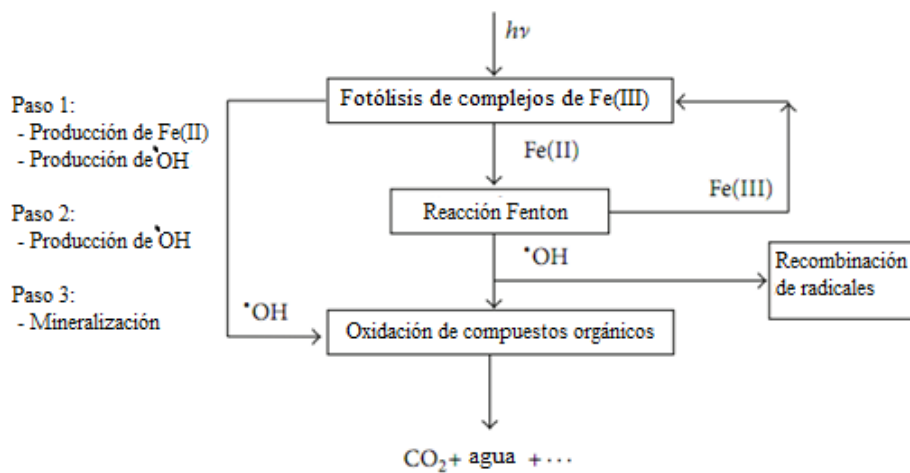 hν
Fotólisis de complejos de Fe(III)
Paso 1:
- Producción de Fe(II)
- Producción de •OH
Fe(II)
Fe(III)
Reacción Fenton
Paso 2:
- Producción de •OH
•OH
Recombinación
de radicales
Paso 3:
- Mineralización
•OH
Oxidación de compuestos orgánicos
CO₂ + agua + ⋯